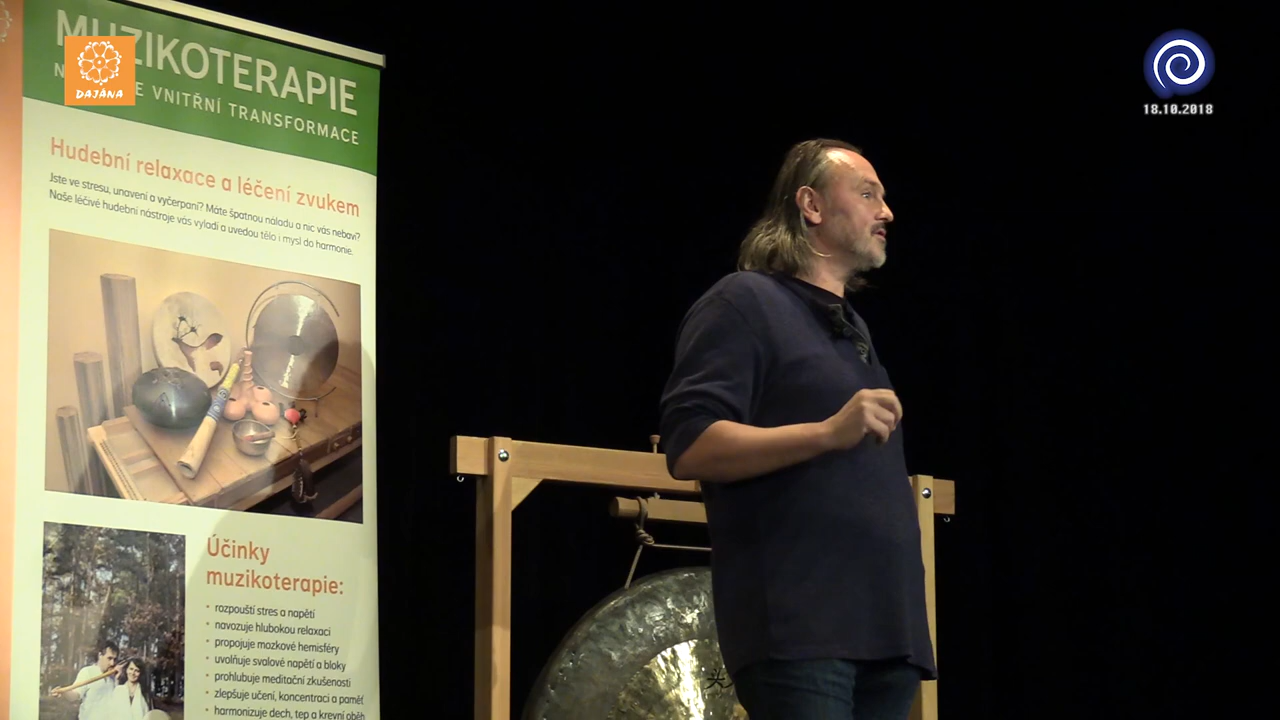 MUZIKOTERAPIE
VNITŘNÍ TRANSFORMACE
DAJÁNA
18.10.2018
Hudební relaxace a léčení zvukem
Jste ve stresu, unavení a vyčerpaní? Máte špatnou náladu a nic vás nebaví?
Naše léčivé hudební nástroje vás vyladí a uvedou tělo i mysl do harmonie.
Účinky
muzikoterapie:
• rozpouští stres a napětí
• navozuje hlubokou relaxaci
• propojuje mozkové hemisféry
• uvolňuje svalové napětí a bloky
• prohlubuje meditační zkušenosti
• zlepšuje učení, koncentraci a paměť
• harmonizuje dech, tep a krevní oběh